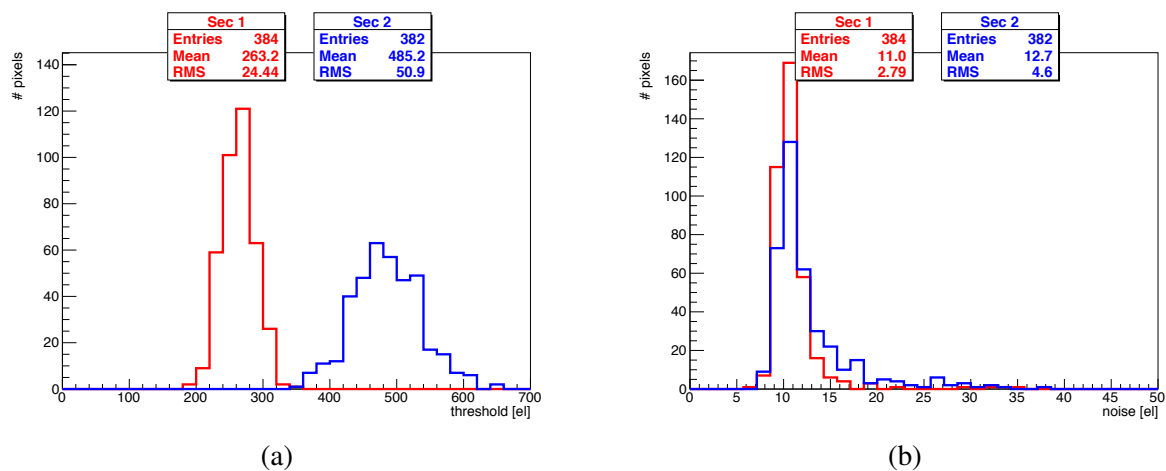 Sec 1
Entries 384
Mean 263.2
RMS 24.44
Sec 2
Entries 382
Mean 485.2
RMS 50.9
# pixels
140
120
100
80
60
40
20
0
0 100 200 300 400 500 600 700
threshold [el]
(a)
Sec 1
Entries 384
Mean 11.0
RMS 2.79
Sec 2
Entries 382
Mean 12.7
RMS 4.6
# pixels
160
140
120
100
80
60
40
20
0
0 5 10 15 20 25 30 35 40 45 50
noise [el]
(b)